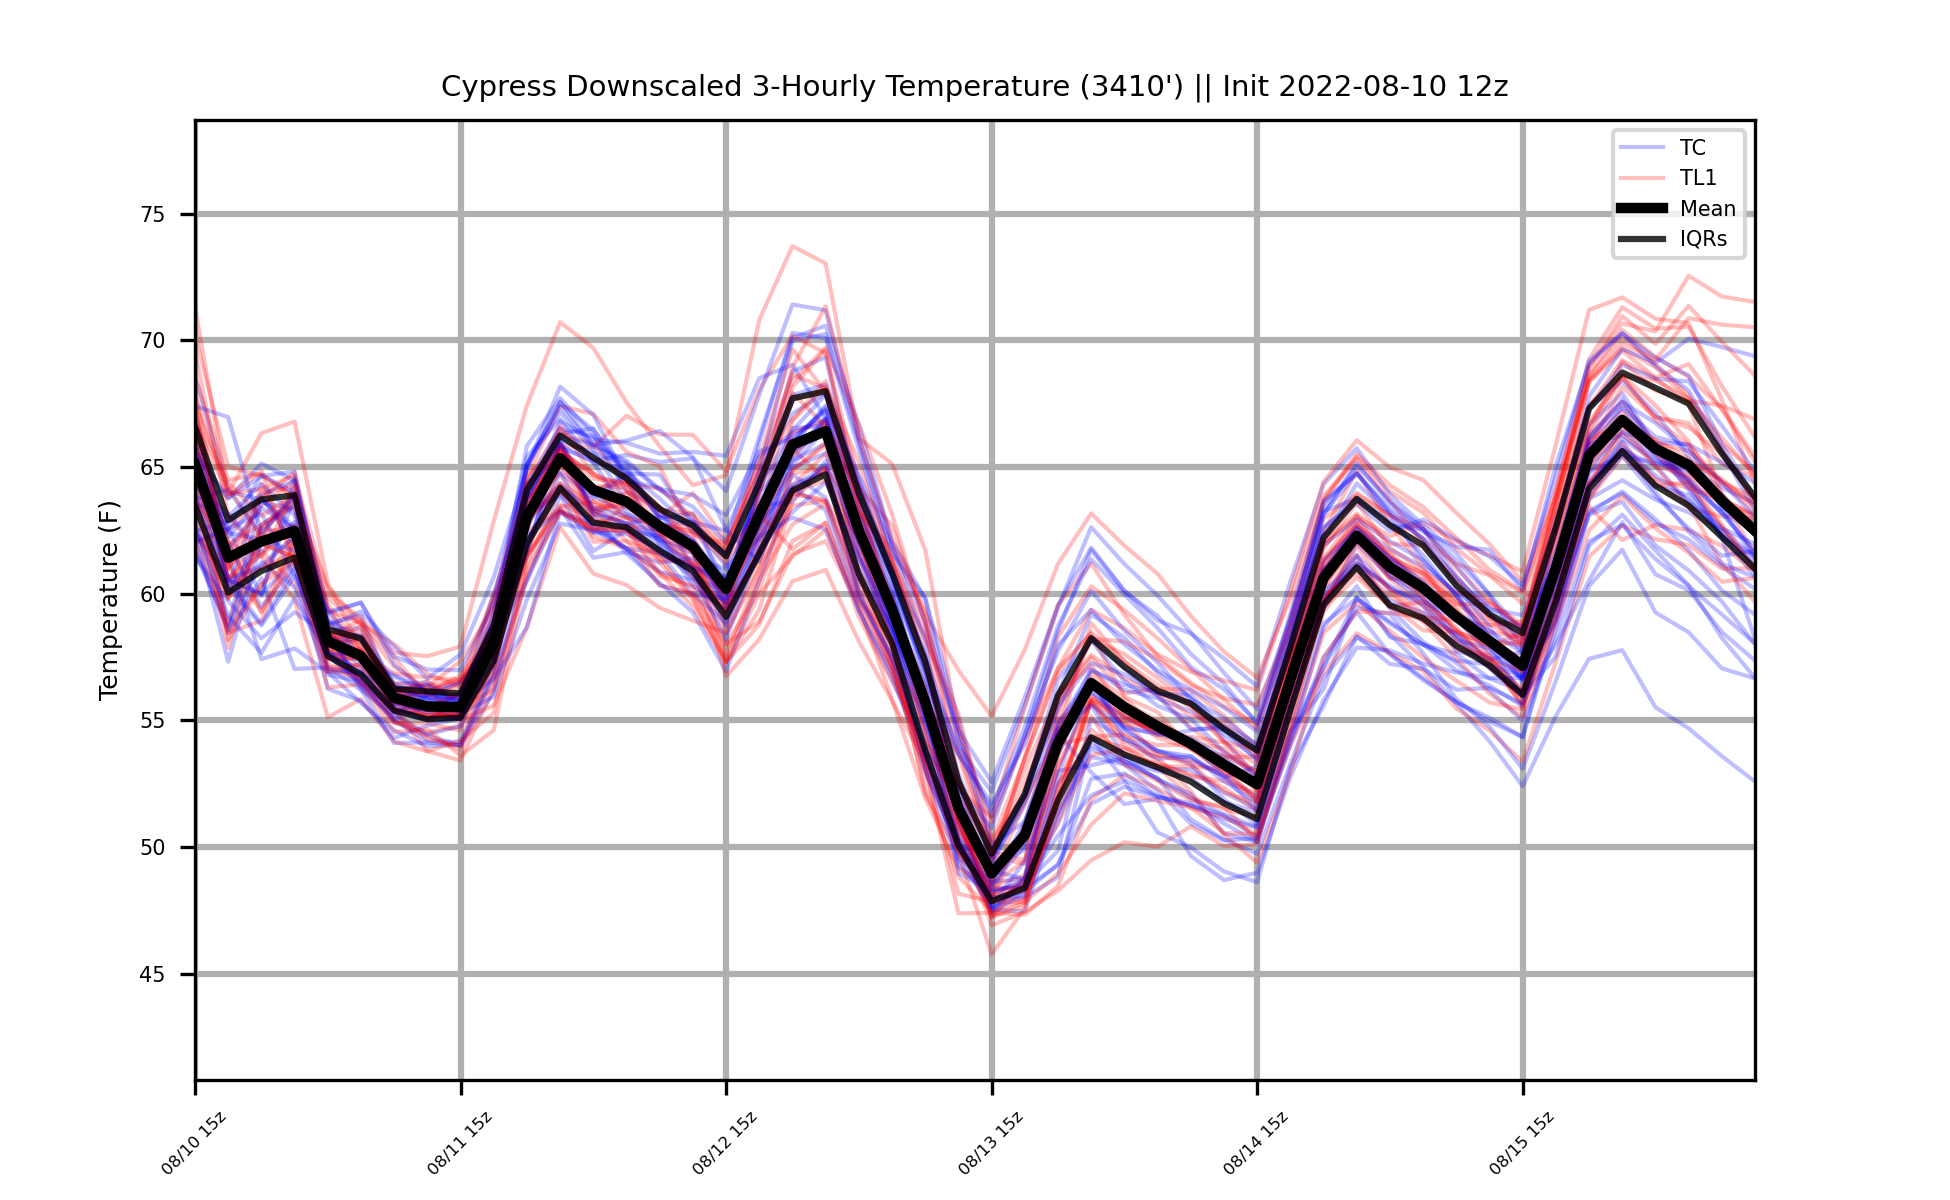 Cypress Downscaled 3-Hourly Temperature (3410') || Init 2022-08-10 12z
TC
TL1
Mean
IQRs
Temperature (F)
75
70
65
60
55
50
45
08/10 15z
08/11 15z
08/12 15z
08/13 15z
08/14 15z
08/15 15z